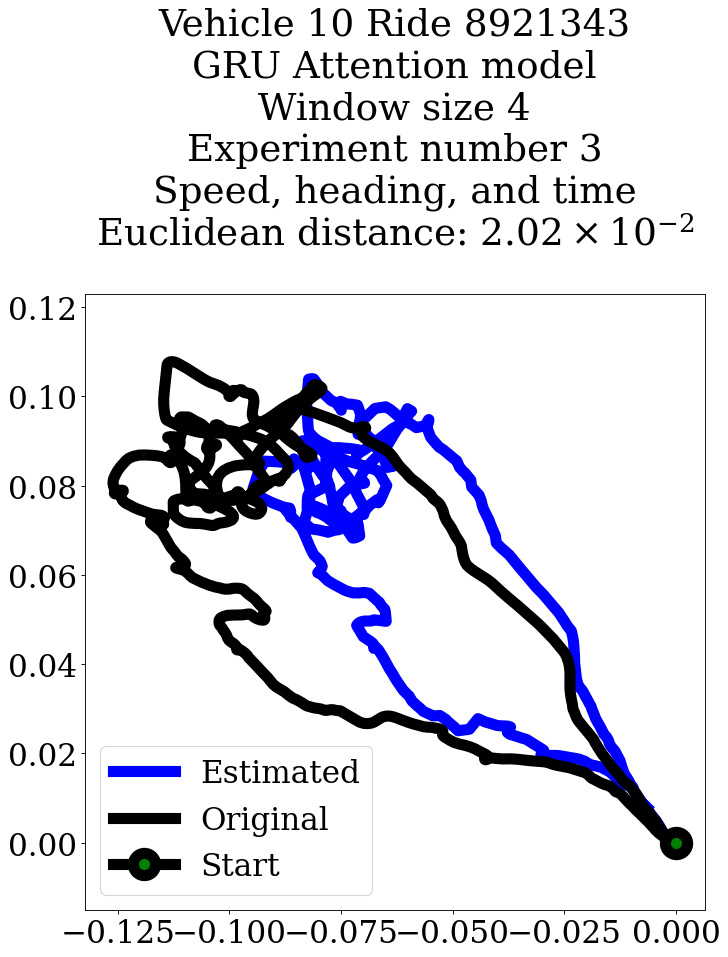 Vehicle 10 Ride 8921343
GRU Attention model
Window size 4
Experiment number 3
Speed, heading, and time
Euclidean distance: 2.02 × 10⁻²
0.12
0.10
0.08
0.06
0.04
0.02
0.00
Estimated
Original
Start
−0.125 −0.100 −0.075 −0.050 −0.025 0.000